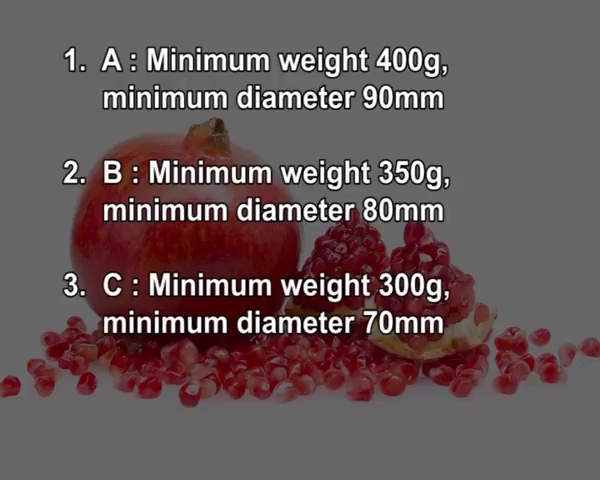 1. A : Minimum weight 400g,
minimum diameter 90mm
2. B : Minimum weight 350g,
minimum diameter 80mm
3. C : Minimum weight 300g,
minimum diameter 70mm